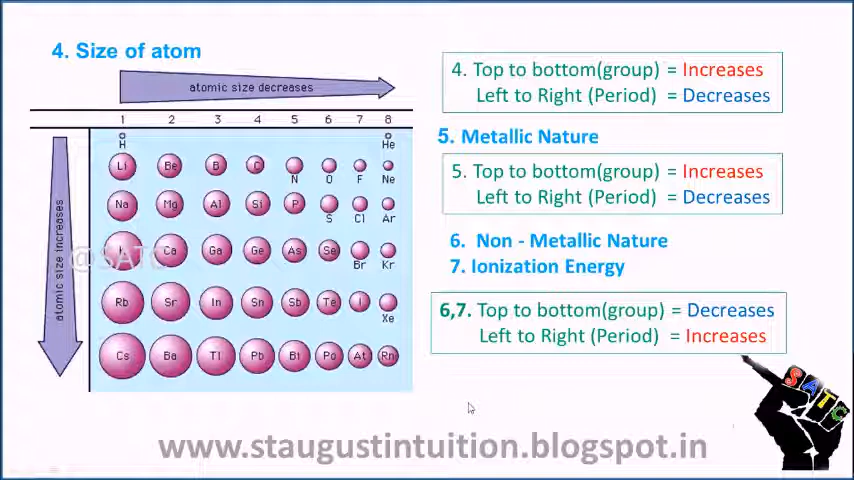 4. Size of atom
atomic size decreases
1 2 3 4 5 6 7 8
H He
Li Be B C N O F Ne
Na Mg Al Si P S Cl Ar
K Ca Ga Ge As Se Br Kr
Rb Sr In Sn Sb Te I Xe
Cs Ba Tl Pb Bi Po At Rn
atomic size increases
@SATC
4. Top to bottom(group) = Increases
Left to Right (Period) = Decreases
5. Metallic Nature
5. Top to bottom(group) = Increases
Left to Right (Period) = Decreases
6. Non - Metallic Nature
7. Ionization Energy
6,7. Top to bottom(group) = Decreases
Left to Right (Period) = Increases
SATC
www.staugustintuition.blogspot.in